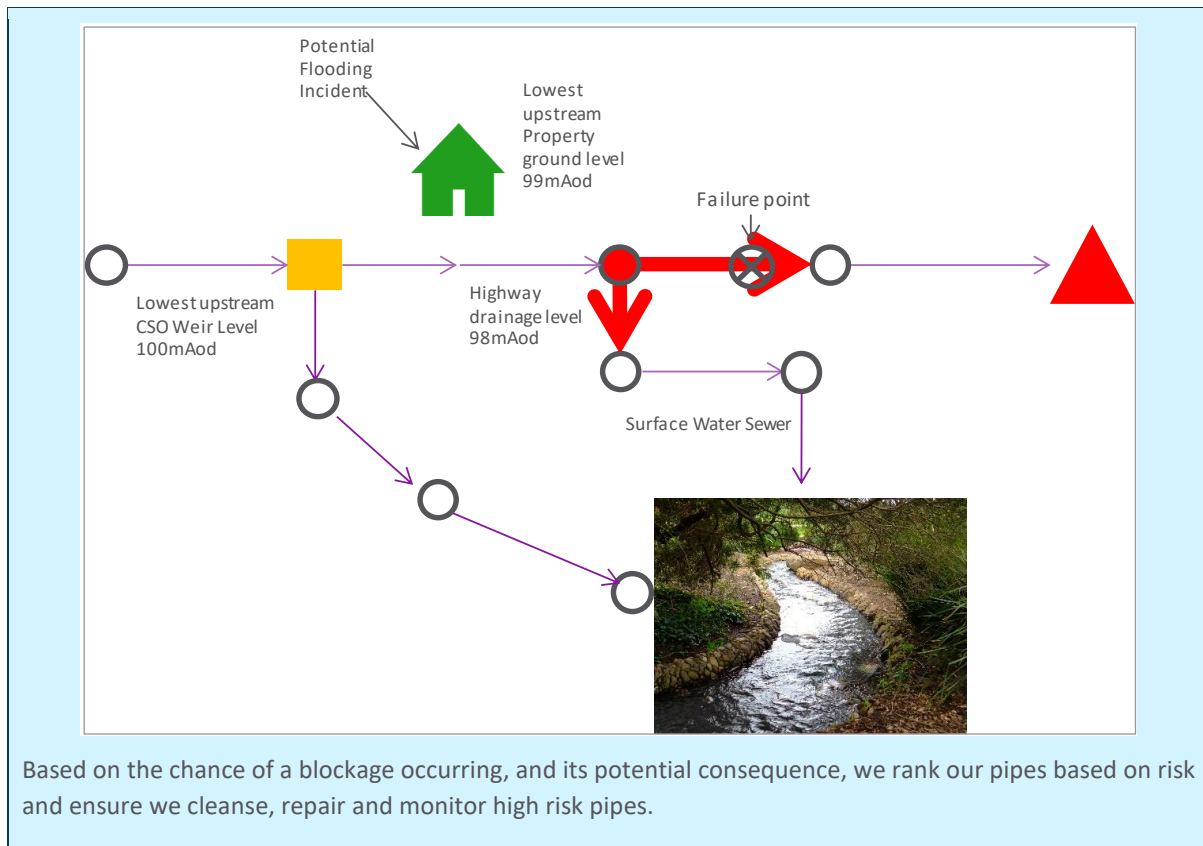 Potential
Flooding
Incident
Lowest
upstream
Property
ground level
99mAod
Failure point
Lowest upstream
CSO Weir Level
100mAod
Highway
drainage level
98mAod
Surface Water Sewer
Based on the chance of a blockage occurring, and its potential consequence, we rank our pipes based on risk
and ensure we cleanse, repair and monitor high risk pipes.